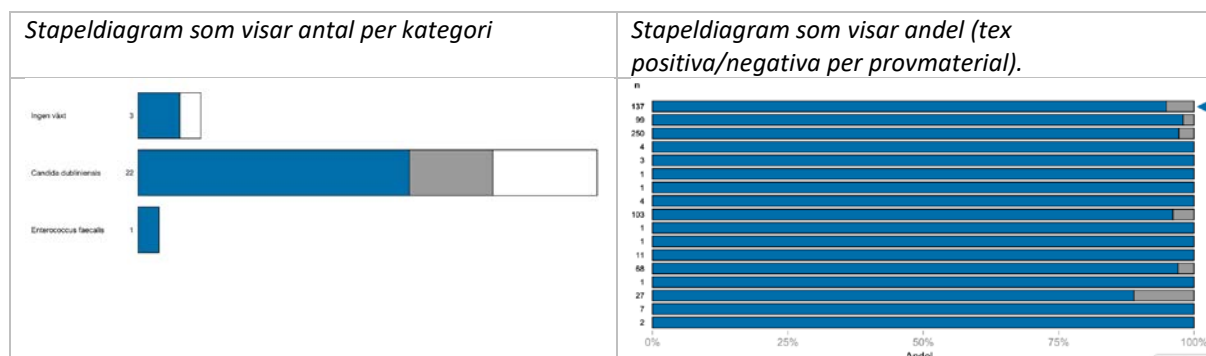 Stapeldiagram som visar antal per kategori
Stapeldiagram som visar andel (tex
positiva/negativa per provmaterial).
Ingen växt 3
Candida dubliniensis 22
Enterococcus faecalis 1
n
137
99
250
4
3
1
1
4
103
1
1
11
68
1
27
7
2
0% 25% 50% 75% 100%
Andel